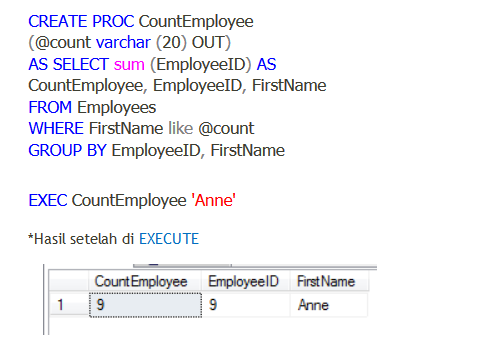 CREATE PROC CountEmployee
(@count varchar (20) OUT)
AS SELECT sum (EmployeeID) AS
CountEmployee, EmployeeID, FirstName
FROM Employees
WHERE FirstName like @count
GROUP BY EmployeeID, FirstName
EXEC CountEmployee 'Anne'
*Hasil setelah di EXECUTE
CountEmployee EmployeeID FirstName
1 9 9 Anne